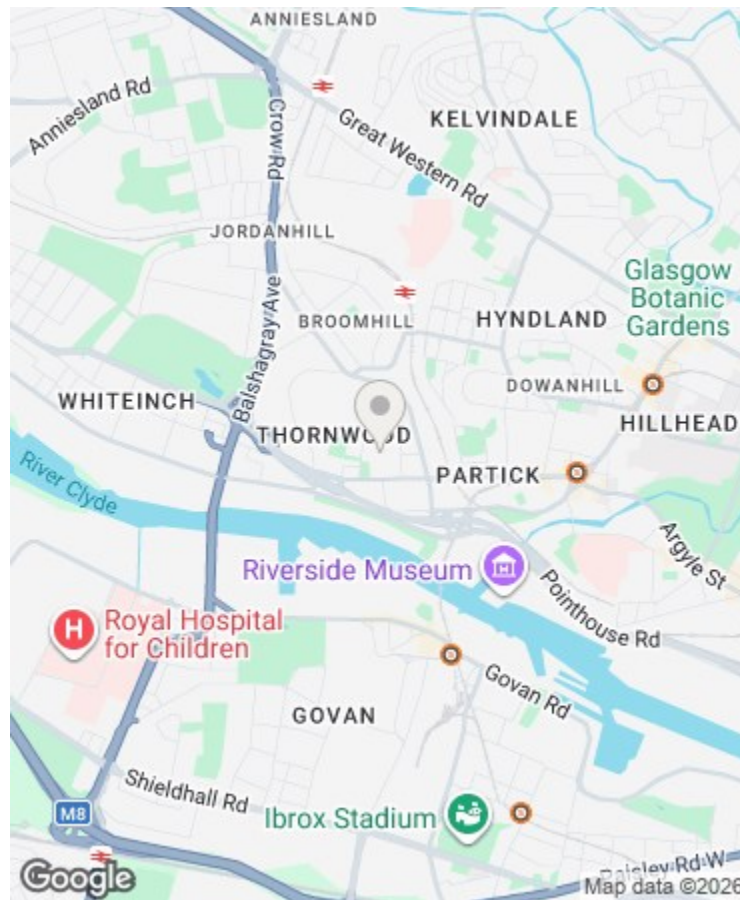 ANNIESLAND
Anniesland Rd
Crow Rd
Great Western Rd
KELVINDALE
JORDANHILL
Glasgow
Botanic
Gardens
BROOMHILL
HYNDLAND
Balshagray Ave
DOWANHILL
WHITEINCH
THORNWOOD
HILLHEAD
PARTICK
River Clyde
Argyle St
Riverside Museum
Pointhouse Rd
H
Royal Hospital
for Children
Govan Rd
GOVAN
Shieldhall Rd
M8
Ibrox Stadium
Paisley Rd W
Google
Map data ©2026